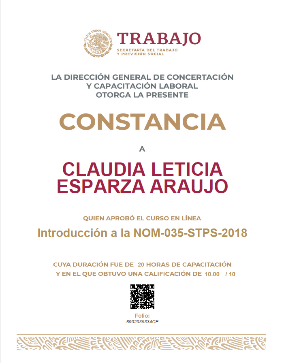 TRABAJO
SECRETARÍA DEL TRABAJO
Y PREVISIÓN SOCIAL
LA DIRECCIÓN GENERAL DE CONCERTACIÓN
Y CAPACITACIÓN LABORAL
OTORGA LA PRESENTE
CONSTANCIA
A
CLAUDIA LETICIA
ESPARZA ARAUJO
QUIEN APROBÓ EL CURSO EN LÍNEA
Introducción a la NOM-035-STPS-2018
CUYA DURACIÓN FUE DE 20 HORAS DE CAPACITACIÓN
Y EN EL QUE OBTUVO UNA CALIFICACIÓN DE 10.00 / 10
Folio: